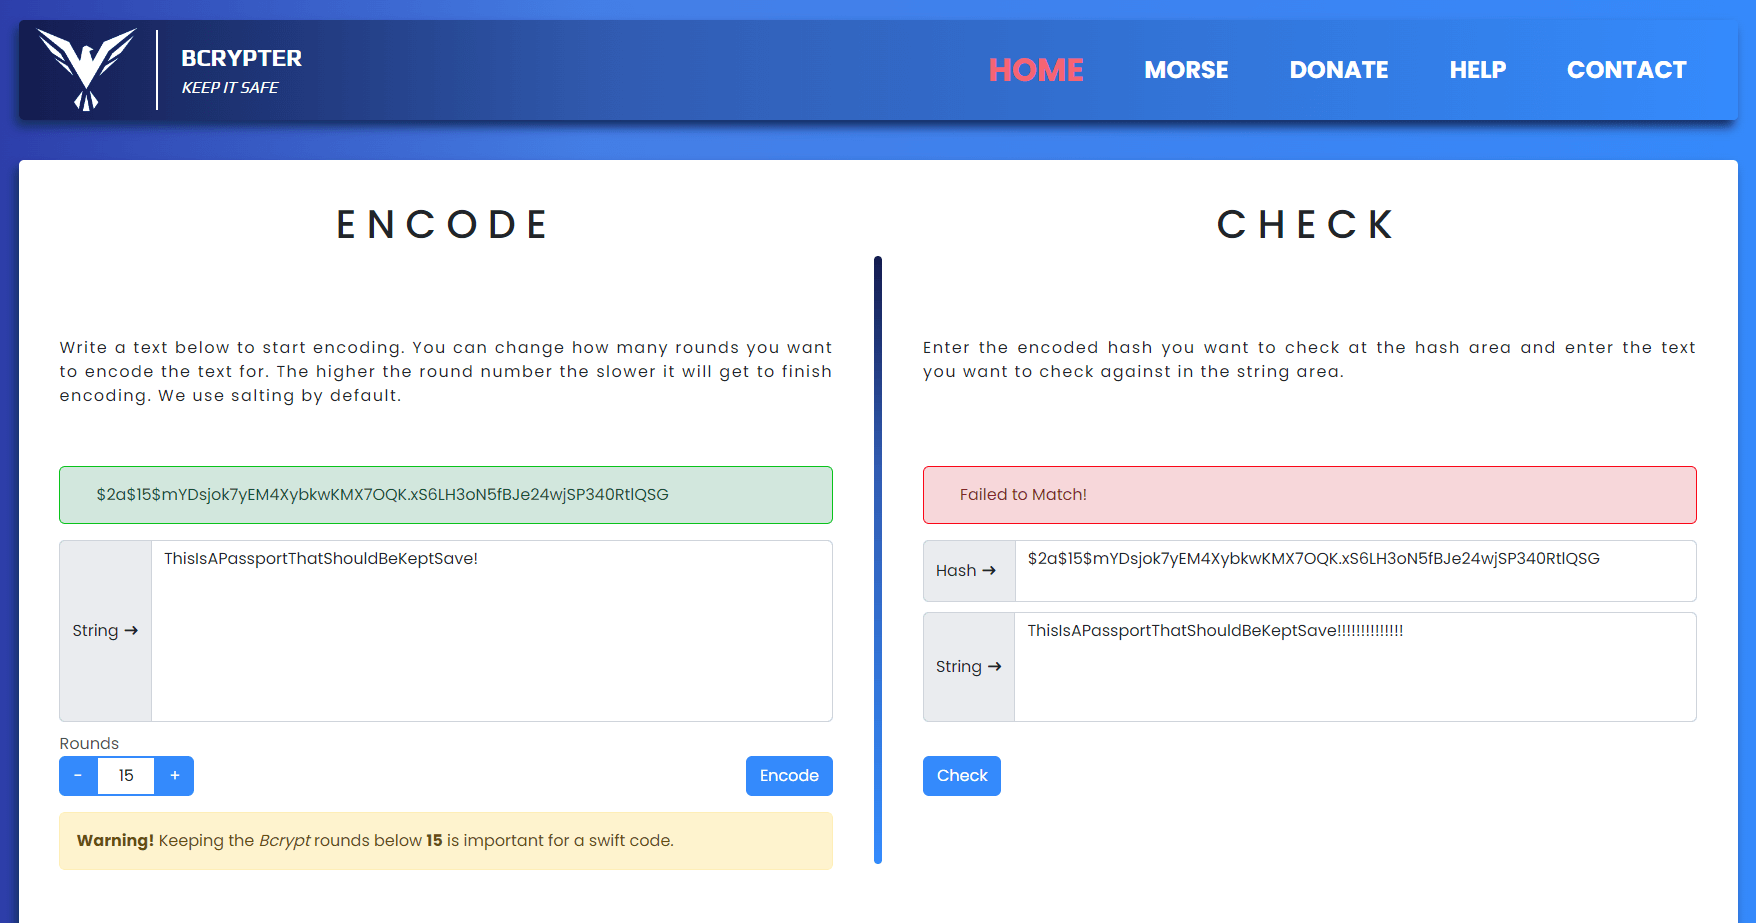 BCRYPTER
KEEP IT SAFE
HOME
MORSE
DONATE
HELP
CONTACT
ENCODE
Write a text below to start encoding. You can change how many rounds you want
to encode the text for. The higher the round number the slower it will get to finish
encoding. We use salting by default.
$2a$15$mYDsjok7yEM4XybkwKMX7OQK.xS6LH3oN5fBJe24wjSP340RtlQSG
String →
ThisIsAPassportThatShouldBeKeptSave!
Rounds
-
15
+
Encode
Warning! Keeping the Bcrypt rounds below 15 is important for a swift code.
CHECK
Enter the encoded hash you want to check at the hash area and enter the text
you want to check against in the string area.
Failed to Match!
Hash →
$2a$15$mYDsjok7yEM4XybkwKMX7OQK.xS6LH3oN5fBJe24wjSP340RtlQSG
String →
ThisIsAPassportThatShouldBeKeptSave!!!!!!!!!!!!!!
Check